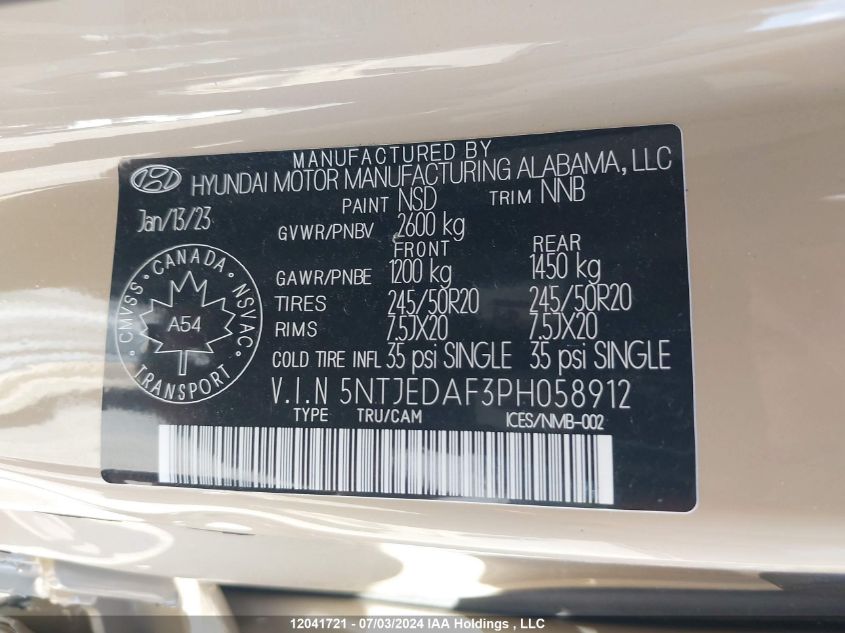 MANUFACTURED BY
HYUNDAI MOTOR MANUFACTURING ALABAMA, LLC
Jan/13/23
PAINT NSD TRIM NNB
GVWR/PNBV 2600 kg
FRONT REAR
GAWR/PNBE 1200 kg 1450 kg
TIRES 245/50R20 245/50R20
RIMS 7.5JX20 7.5JX20
COLD TIRE INFL 35 psi SINGLE 35 psi SINGLE
V.I.N 5NTJEDAF3PH058912
TYPE TRU/CAM ICES/NMB-002
CMVSS CANADA NSVAC
A54
TRANSPORT
12041721 - 07/03/2024 IAA Holdings , LLC